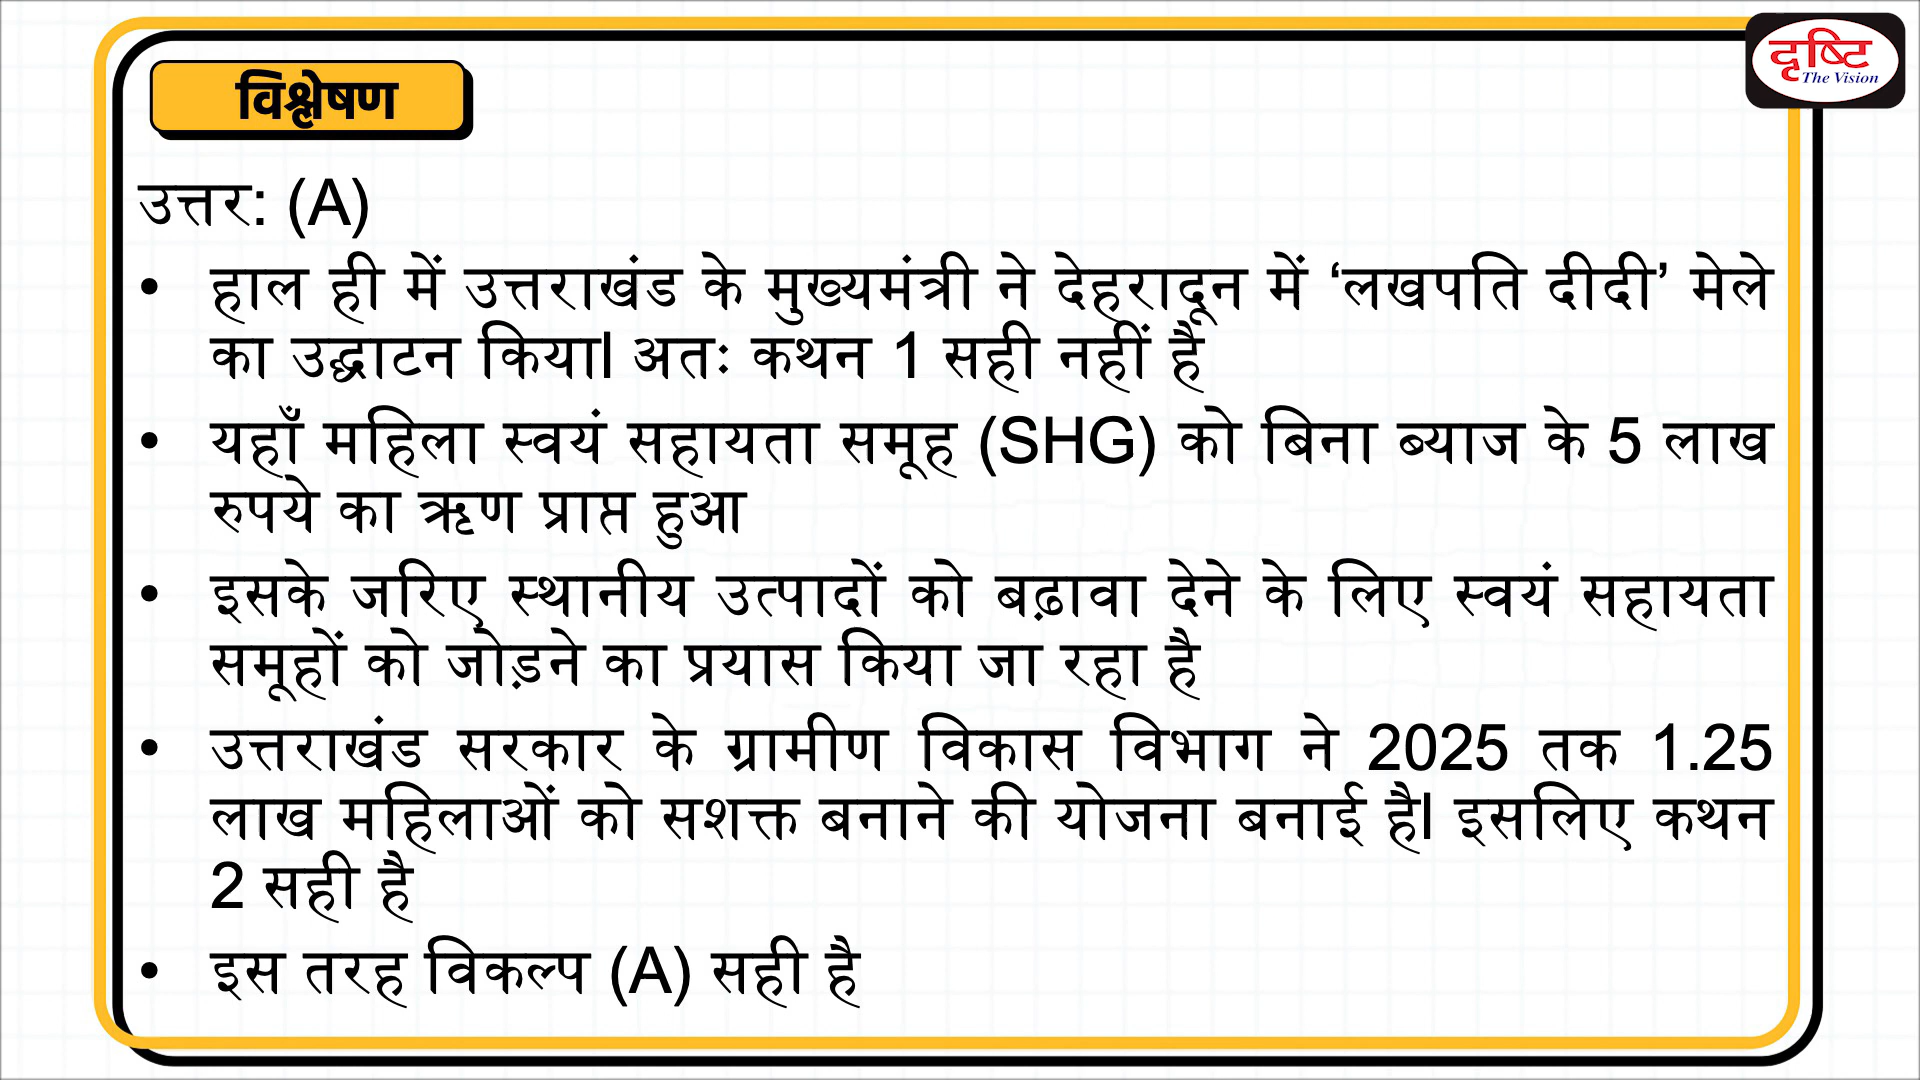 दृष्टि
The Vision
विश्लेषण
उत्तर: (A)
• हाल ही में उत्तराखंड के मुख्यमंत्री ने देहरादून में ‘लखपति दीदी’ मेले
का उद्घाटन किया। अतः कथन 1 सही नहीं है
• यहाँ महिला स्वयं सहायता समूह (SHG) को बिना ब्याज के 5 लाख
रुपये का ऋण प्राप्त हुआ
• इसके जरिए स्थानीय उत्पादों को बढ़ावा देने के लिए स्वयं सहायता
समूहों को जोड़ने का प्रयास किया जा रहा है
• उत्तराखंड सरकार के ग्रामीण विकास विभाग ने 2025 तक 1.25
लाख महिलाओं को सशक्त बनाने की योजना बनाई है। इसलिए कथन
2 सही है
• इस तरह विकल्प (A) सही है